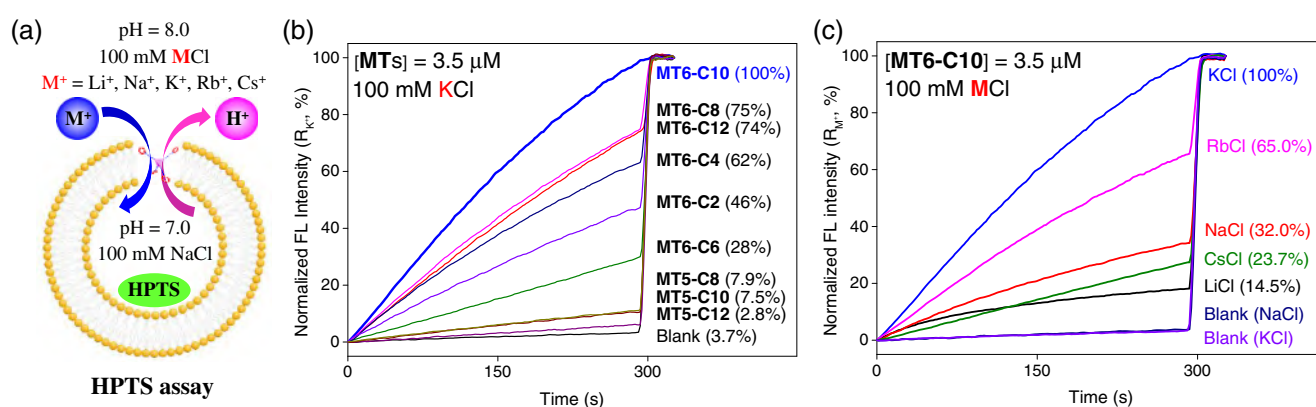 (a)
pH = 8.0
100 mM MCl
M⁺ = Li⁺, Na⁺, K⁺, Rb⁺, Cs⁺
M⁺
H⁺
pH = 7.0
100 mM NaCl
HPTS
HPTS assay
(b)
[MTs] = 3.5 μM
100 mM KCl
Normalized FL Intensity (R_K⁺, %)
100
80
60
40
20
0
0
150
300
Time (s)
MT6-C10 (100%)
MT6-C8 (75%)
MT6-C12 (74%)
MT6-C4 (62%)
MT6-C2 (46%)
MT6-C6 (28%)
MT5-C8 (7.9%)
MT5-C10 (7.5%)
MT5-C12 (2.8%)
Blank (3.7%)
(c)
[MT6-C10] = 3.5 μM
100 mM MCl
Normalized FL intensity (R_M⁺, %)
100
80
60
40
20
0
0
150
300
Time (s)
KCl (100%)
RbCl (65.0%)
NaCl (32.0%)
CsCl (23.7%)
LiCl (14.5%)
Blank (NaCl)
Blank (KCl)